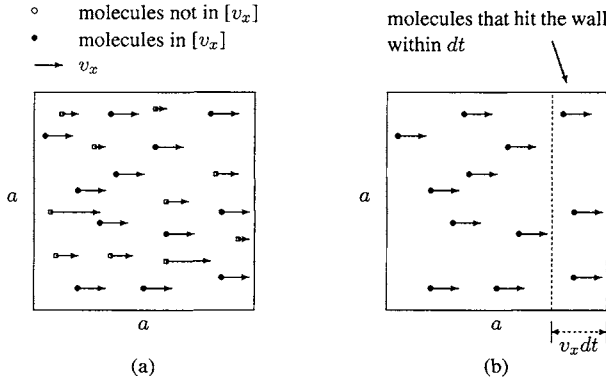 molecules not in [v_x]
molecules in [v_x]
v_x
molecules that hit the wall
within dt
a
a
a
a
v_x dt
(a)
(b)